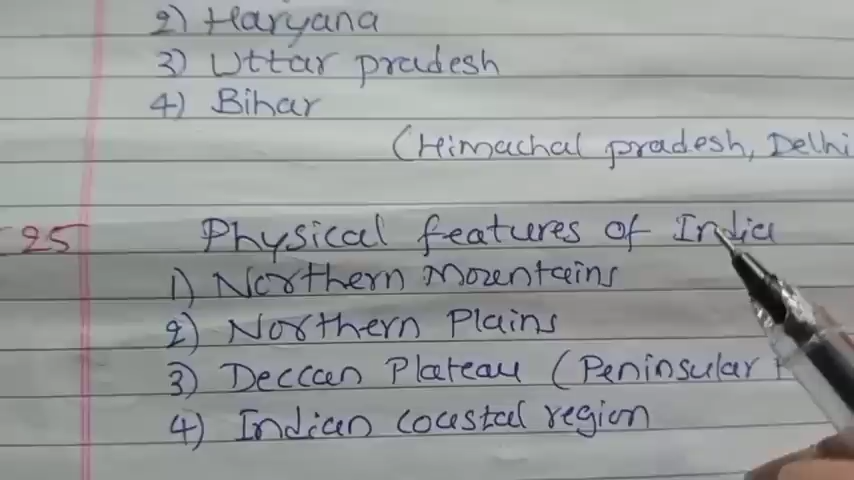 2) Haryana
3) Uttar pradesh
4) Bihar
(Himachal pradesh, Delhi
25 Physical features of India
1) Northern Mountains
2) Northern Plains
3) Deccan Plateau (Peninsular
4) Indian coastal region